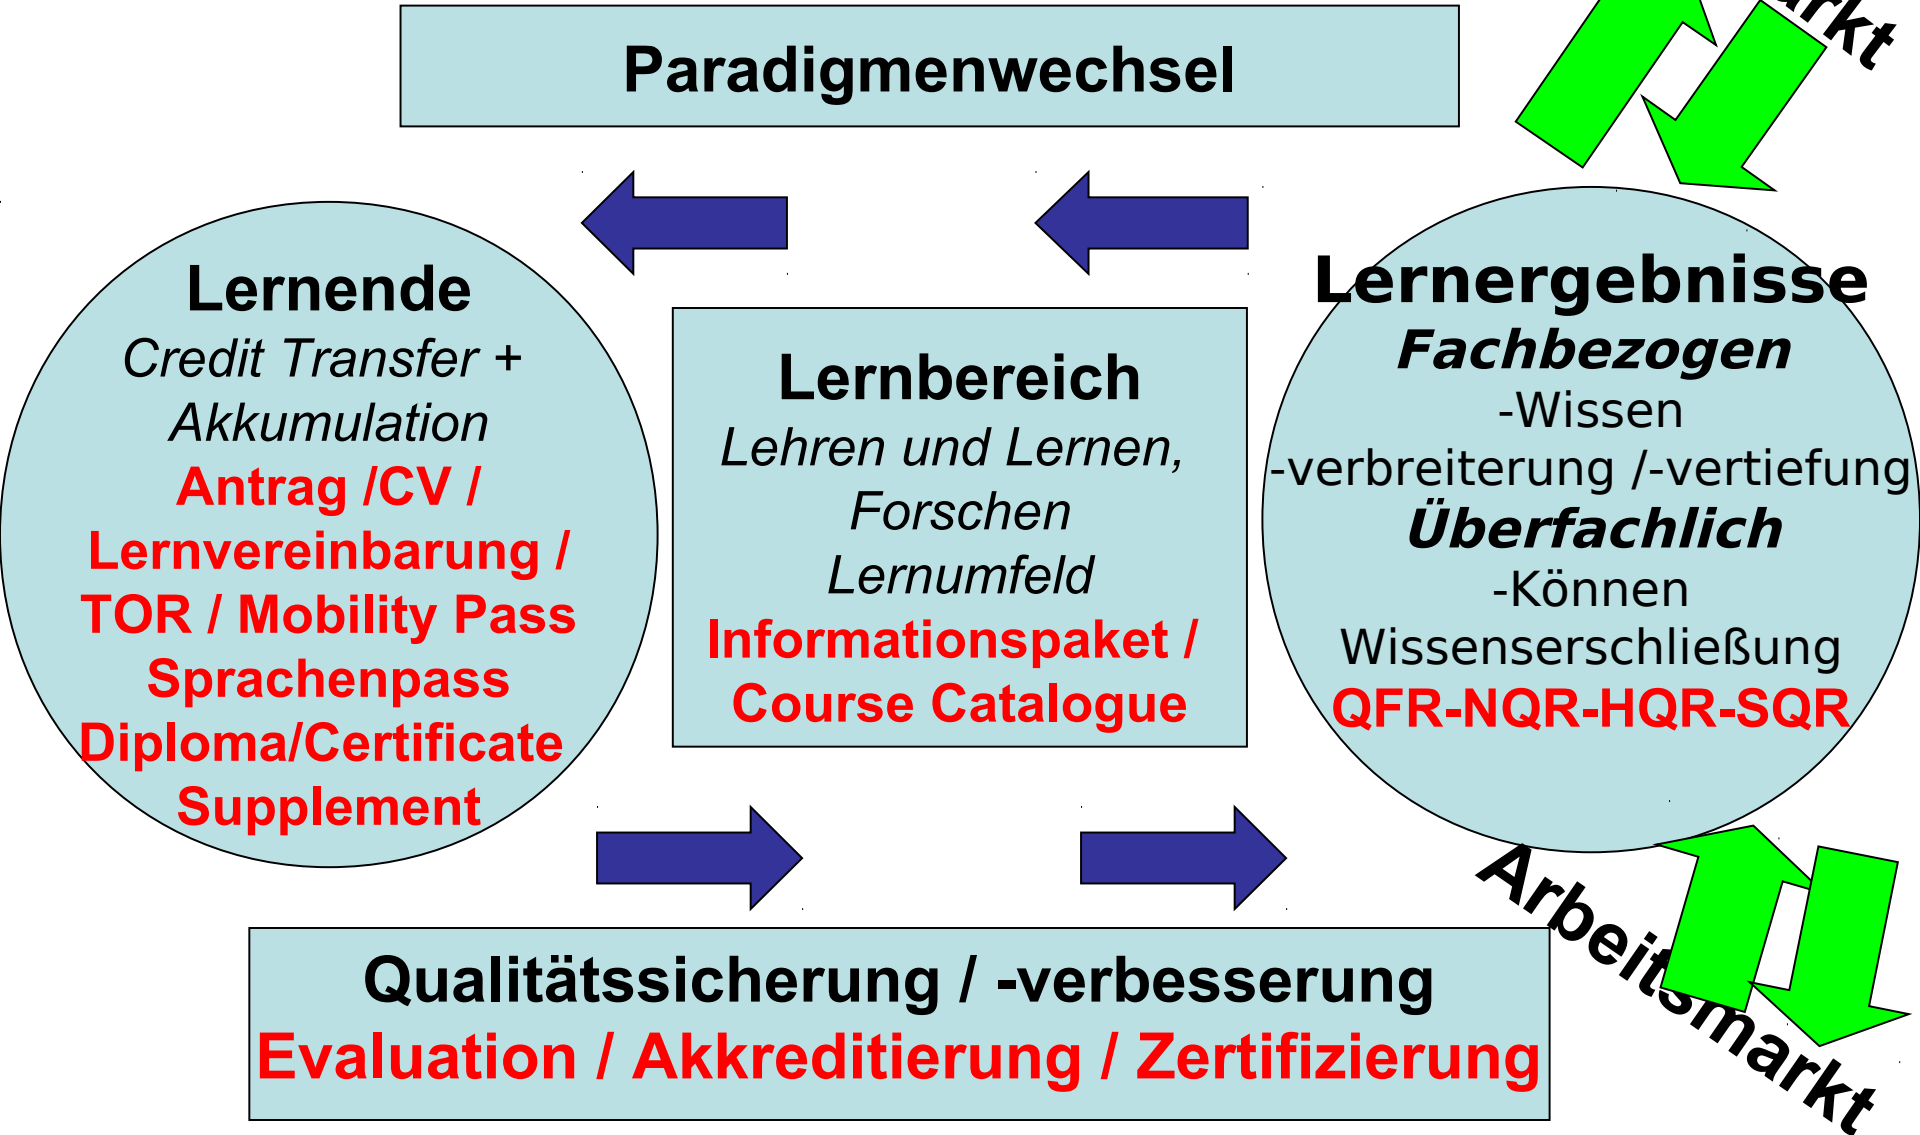 Paradigmenwechsel
Lernende
Credit Transfer +
Akkumulation
Antrag /CV /
Lernvereinbarung /
TOR / Mobility Pass
Sprachenpass
Diploma/Certificate
Supplement
Lernbereich
Lehren und Lernen,
Forschen
Lernumfeld
Informationspaket /
Course Catalogue
Lernergebnisse
Fachbezogen
-Wissen
-verbreiterung /-vertiefung
Überfachlich
-Können
Wissenserschließung
QFR-NQR-HQR-SQR
Arbeitsmarkt
Qualitätssicherung / -verbesserung
Evaluation / Akkreditierung / Zertifizierung